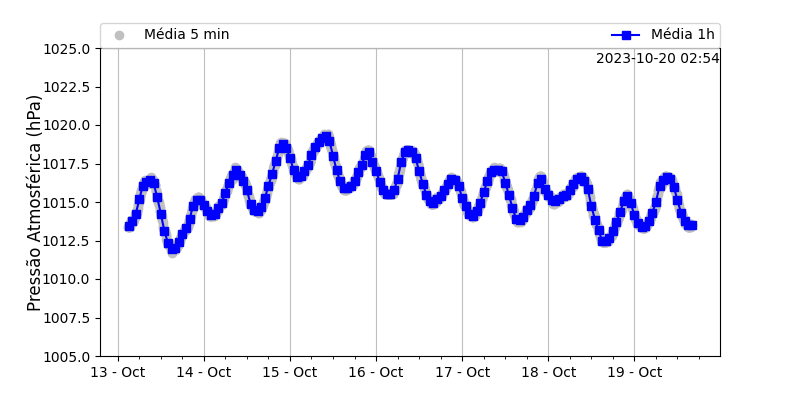 Média 5 min
Média 1h
2023-10-20 02:54
Pressão Atmosférica (hPa)
1025.0
1022.5
1020.0
1017.5
1015.0
1012.5
1010.0
1007.5
1005.0
13 - Oct
14 - Oct
15 - Oct
16 - Oct
17 - Oct
18 - Oct
19 - Oct